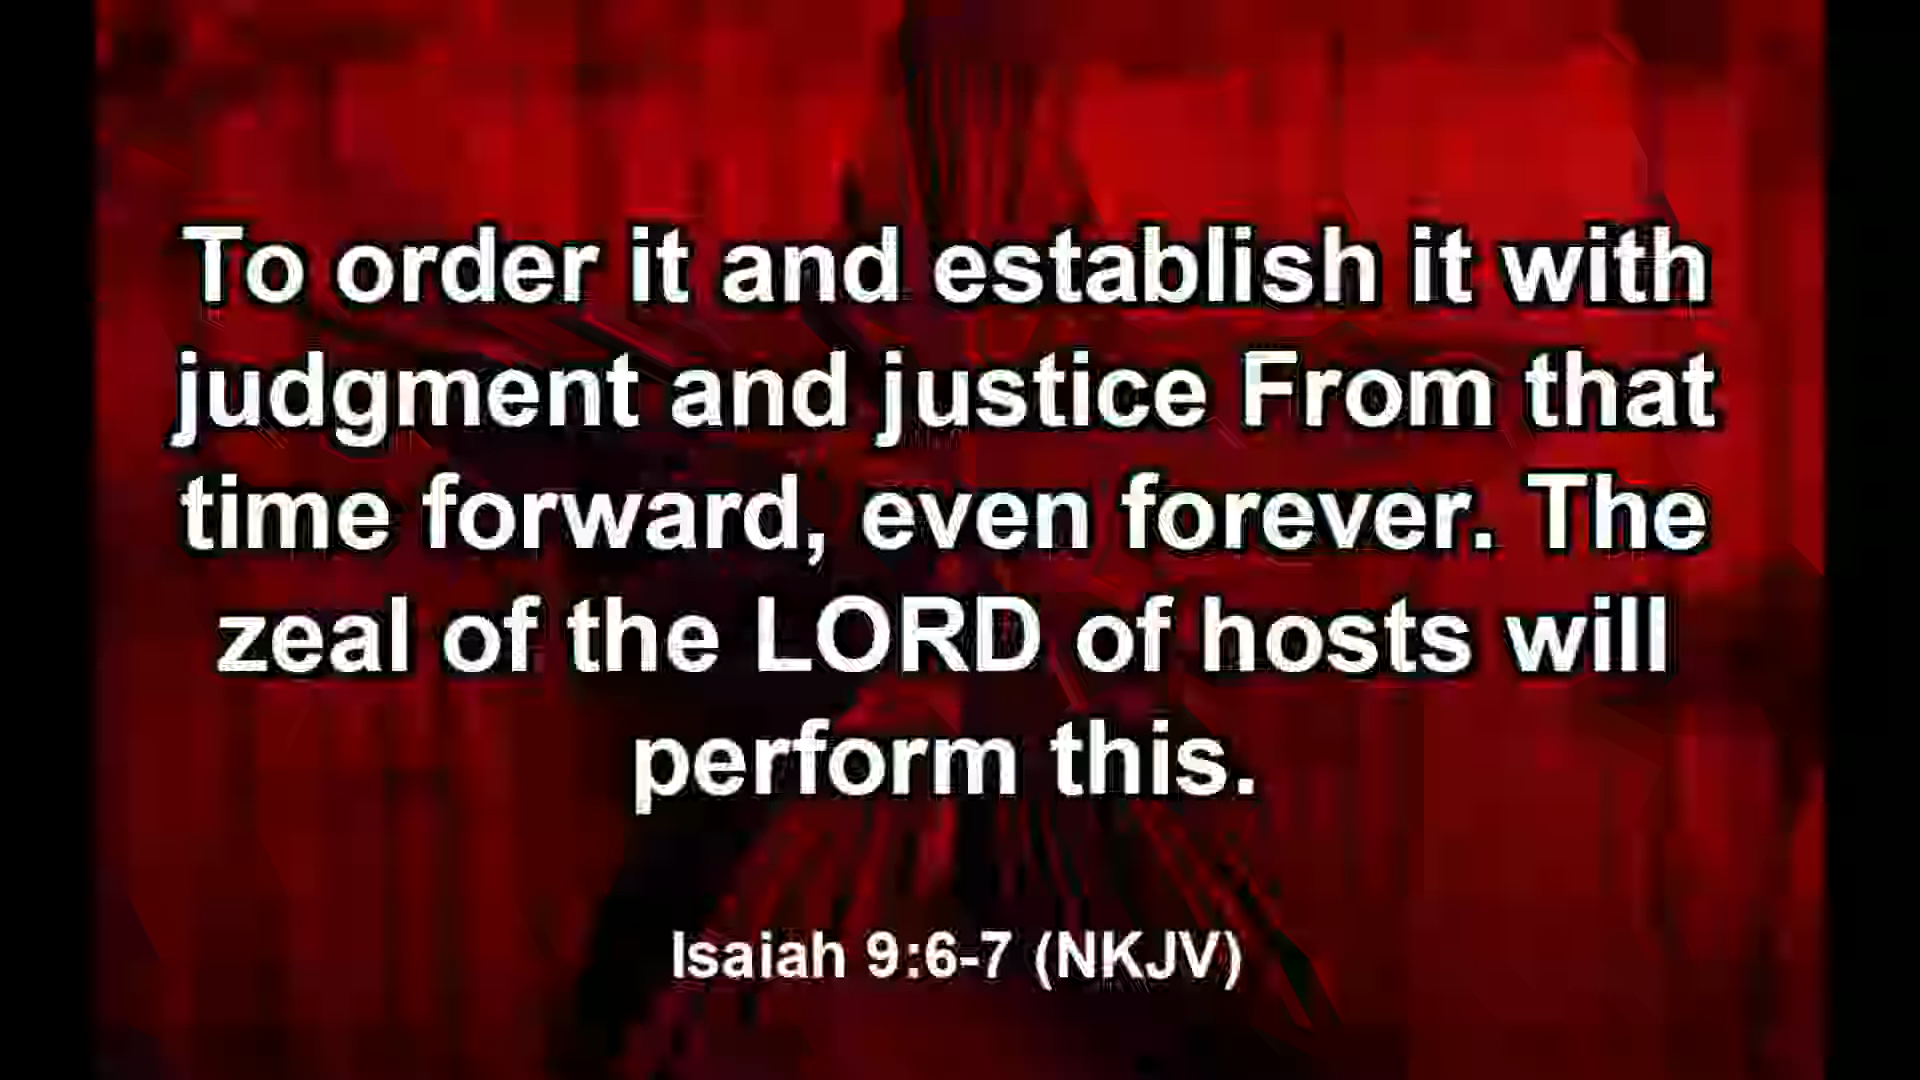 To order it and establish it with
judgment and justice From that
time forward, even forever. The
zeal of the LORD of hosts will
perform this.
Isaiah 9:6-7 (NKJV)